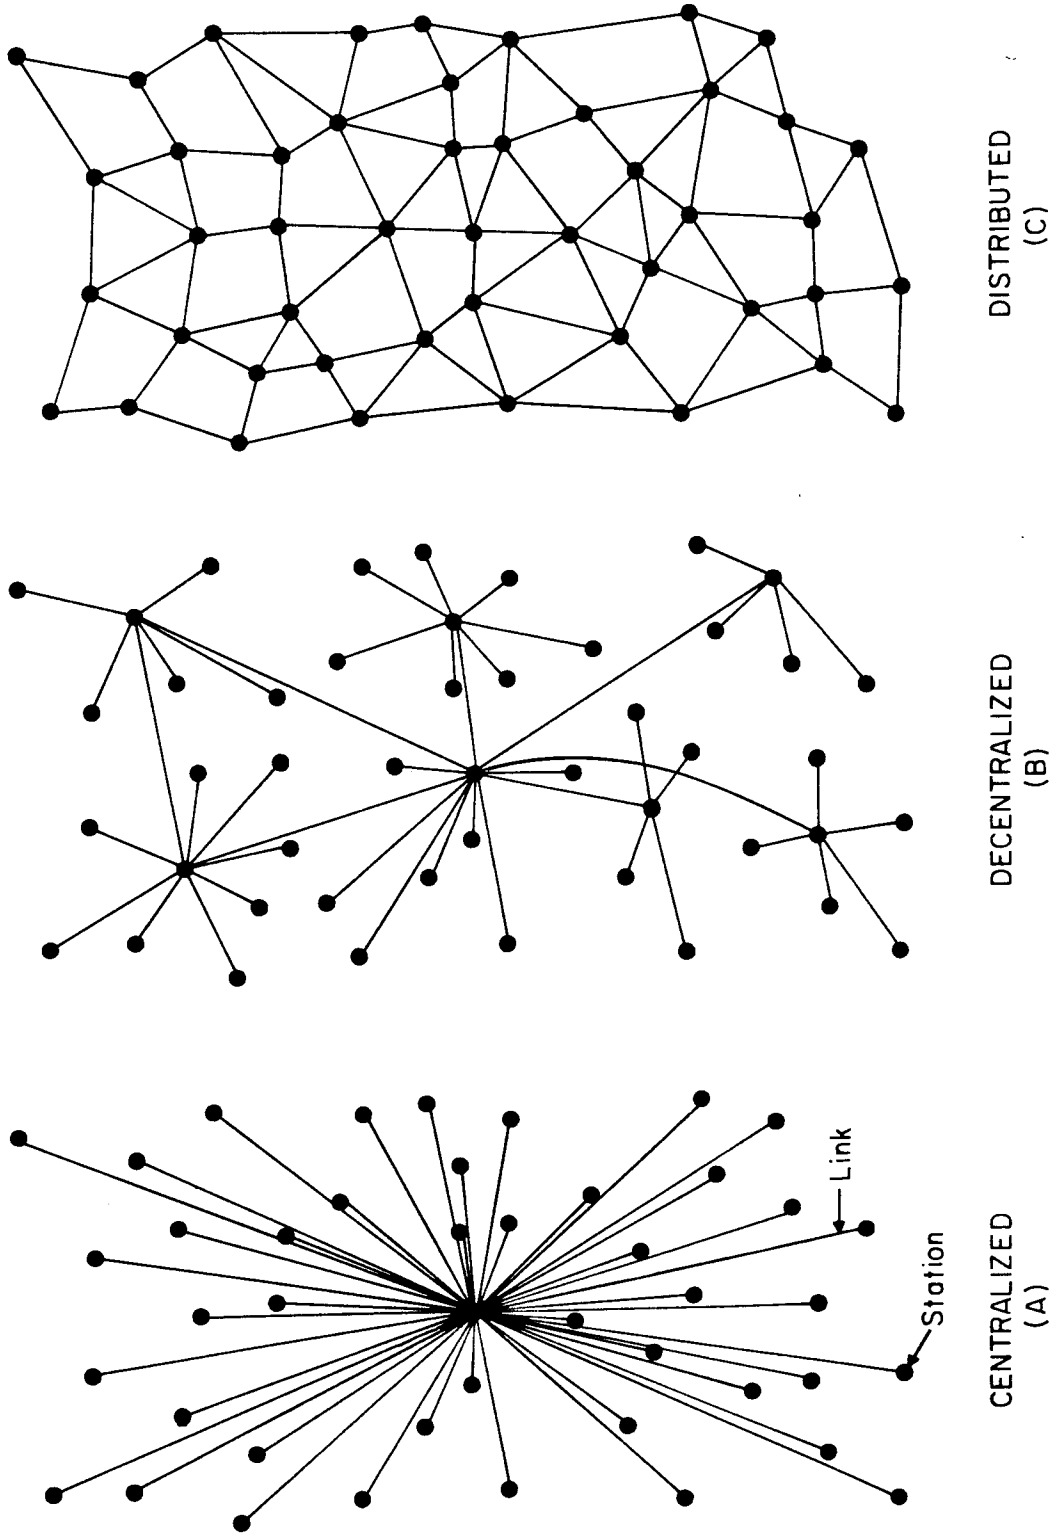 CENTRALIZED
(A)
DECENTRALIZED
(B)
DISTRIBUTED
(C)
Link
Station